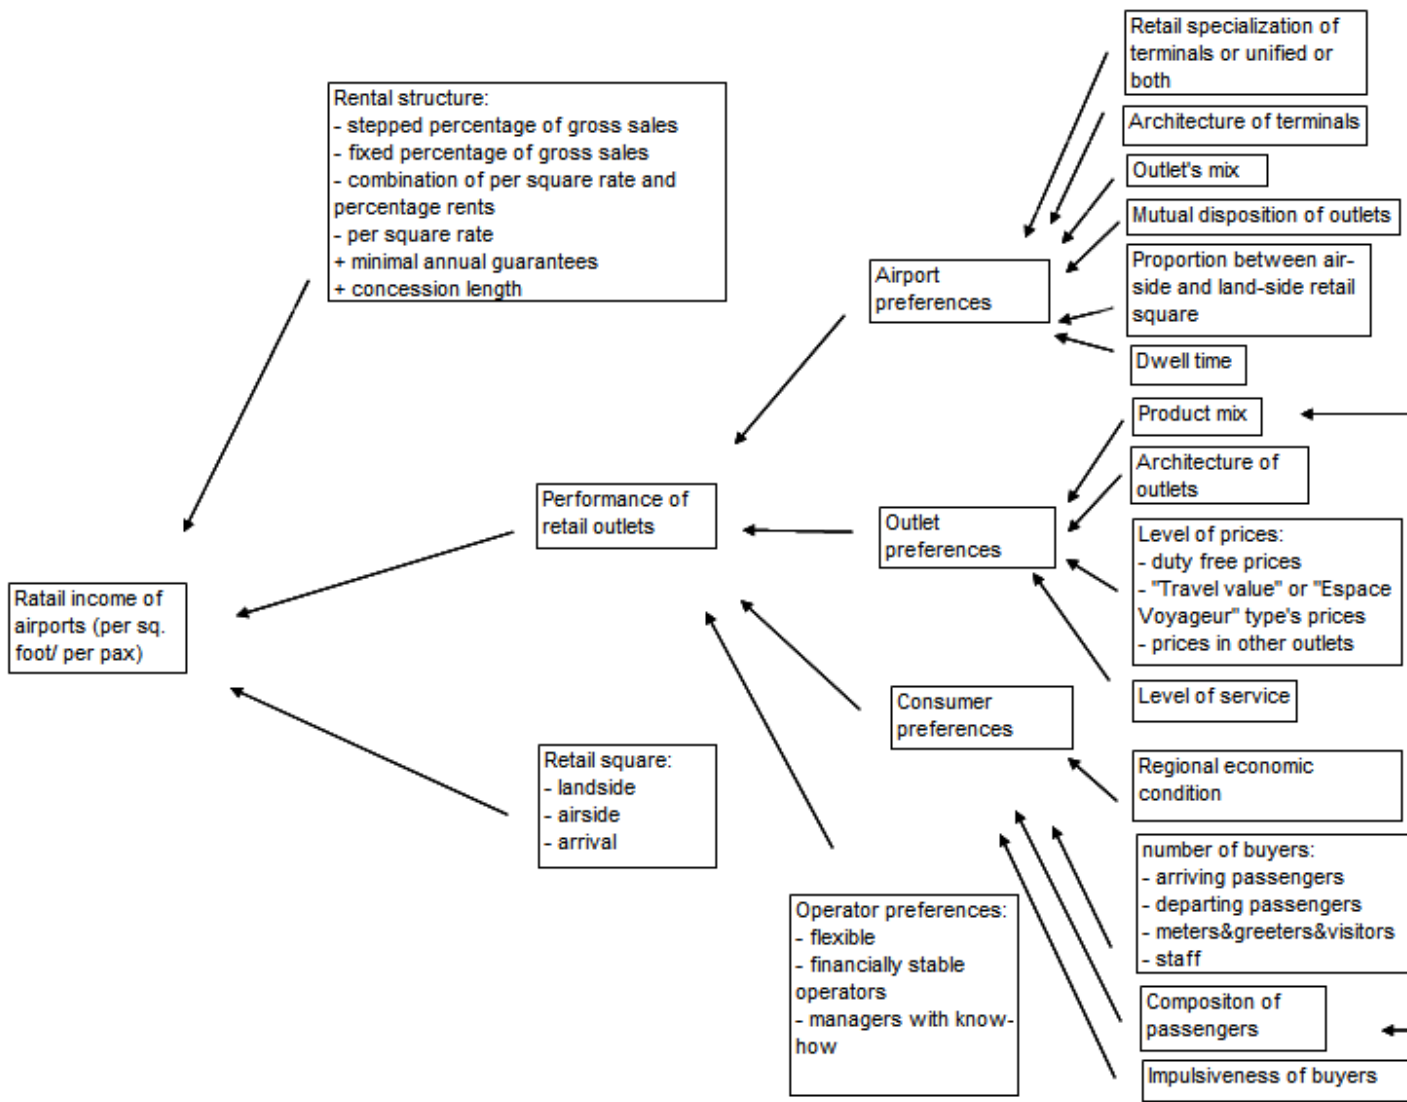 Retail specialization of
terminals or unified or
both
Rental structure:
- stepped percentage of gross sales
- fixed percentage of gross sales
- combination of per square rate and
percentage rents
- per square rate
+ minimal annual guarantees
+ concession length
Architecture of terminals
Outlet's mix
Mutual disposition of outlets
Proportion between air-
side and land-side retail
square
Airport
preferences
Dwell time
Product mix
Architecture of
outlets
Performance of
retail outlets
Outlet
preferences
Level of prices:
- duty free prices
- "Travel value" or "Espace
Voyageur" type's prices
- prices in other outlets
Ratail income of
airports (per sq.
foot/ per pax)
Level of service
Consumer
preferences
Retail square:
- landside
- airside
- arrival
Regional economic
condition
number of buyers:
- arriving passengers
- departing passengers
- meters&greeters&visitors
- staff
Operator preferences:
- flexible
- financially stable
operators
- managers with know-
how
Compositon of
passengers
Impulsiveness of buyers